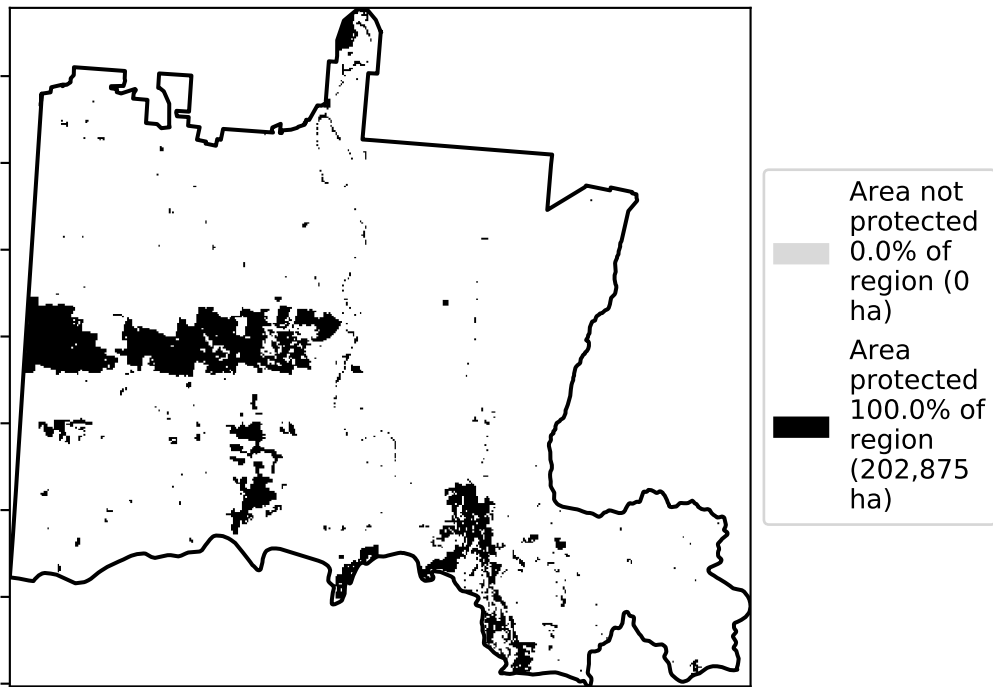 Area not
protected
0.0% of
region (0
ha)
Area
protected
100.0% of
region
(202,875
ha)